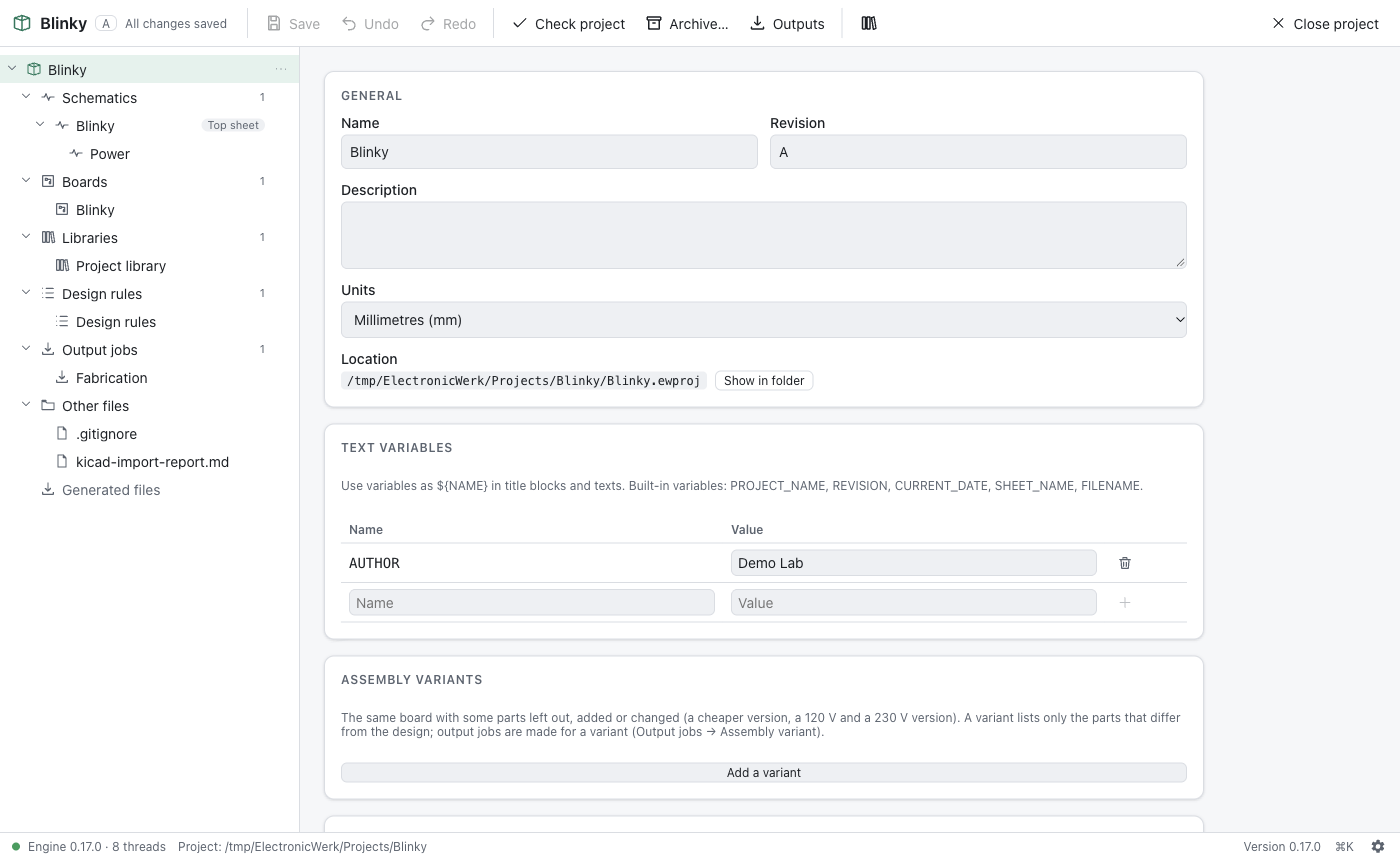 Blinky A All changes saved Save Undo Redo Check project Archive... Outputs Close project
Blinky ...
Schematics 1
Blinky Top sheet
Power
Boards 1
Blinky
Libraries 1
Project library
Design rules 1
Design rules
Output jobs 1
Fabrication
Other files
.gitignore
kicad-import-report.md
Generated files
GENERAL
Name Revision
Blinky A
Description
Units
Millimetres (mm)
Location
/tmp/ElectronicWerk/Projects/Blinky/Blinky.ewproj Show in folder
TEXT VARIABLES
Use variables as ${NAME} in title blocks and texts. Built-in variables: PROJECT_NAME, REVISION, CURRENT_DATE, SHEET_NAME, FILENAME.
Name Value
AUTHOR Demo Lab
Name Value
ASSEMBLY VARIANTS
The same board with some parts left out, added or changed (a cheaper version, a 120 V and a 230 V version). A variant lists only the parts that differ
from the design; output jobs are made for a variant (Output jobs → Assembly variant).
Add a variant
Engine 0.17.0 · 8 threads Project: /tmp/ElectronicWerk/Projects/Blinky Version 0.17.0 ⌘K